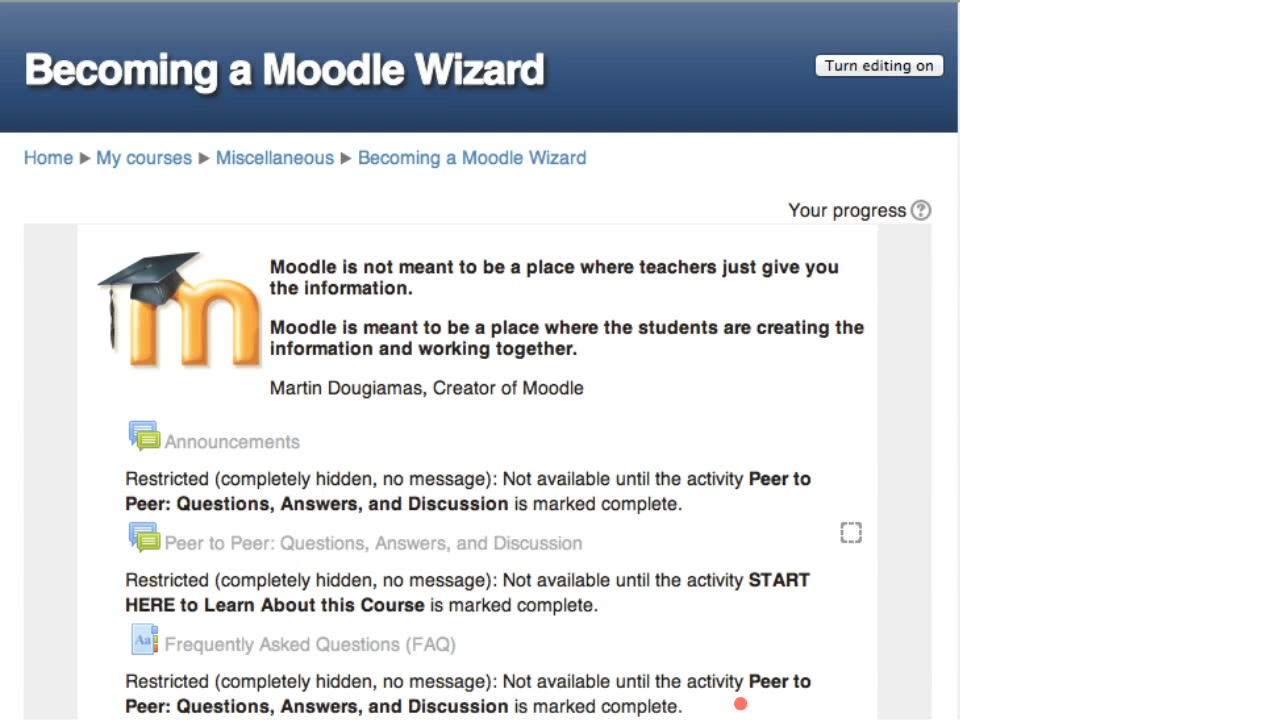 Becoming a Moodle Wizard
Turn editing on
Home ▶ My courses ▶ Miscellaneous ▶ Becoming a Moodle Wizard
Your progress ?
Moodle is not meant to be a place where teachers just give you
the information.
Moodle is meant to be a place where the students are creating the
information and working together.
m
Martin Dougiamas, Creator of Moodle
Announcements
Restricted (completely hidden, no message): Not available until the activity Peer to
Peer: Questions, Answers, and Discussion is marked complete.
Peer to Peer: Questions, Answers, and Discussion
Restricted (completely hidden, no message): Not available until the activity START
HERE to Learn About this Course is marked complete.
Aa Frequently Asked Questions (FAQ)
Restricted (completely hidden, no message): Not available until the activity Peer to
Peer: Questions, Answers, and Discussion is marked complete.